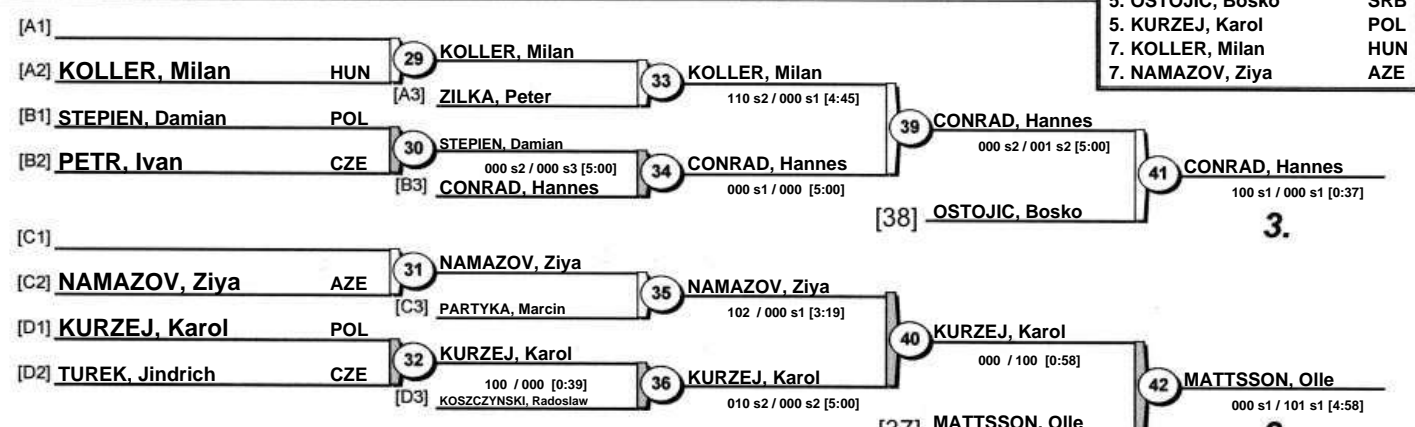 5. OSTOJIC, Bosko SRB
5. KURZEJ, Karol POL
7. KOLLER, Milan HUN
7. NAMAZOV, Ziya AZE
[A1]
[A2] KOLLER, Milan HUN
29
KOLLER, Milan
[A3] ZILKA, Peter
33
KOLLER, Milan
110 s2 / 000 s1 [4:45]
[B1] STEPIEN, Damian POL
[B2] PETR, Ivan CZE
30
STEPIEN, Damian
000 s2 / 000 s3 [5:00]
[B3] CONRAD, Hannes
34
CONRAD, Hannes
000 s1 / 000 [5:00]
39
CONRAD, Hannes
000 s2 / 001 s2 [5:00]
[38] OSTOJIC, Bosko
41
CONRAD, Hannes
100 s1 / 000 s1 [0:37]
3.
[C1]
[C2] NAMAZOV, Ziya AZE
31
NAMAZOV, Ziya
[C3] PARTYKA, Marcin
35
NAMAZOV, Ziya
102 / 000 s1 [3:19]
[D1] KURZEJ, Karol POL
[D2] TUREK, Jindrich CZE
32
KURZEJ, Karol
100 / 000 [0:39]
[D3] KOSZCZYNSKI, Radoslaw
36
KURZEJ, Karol
010 s2 / 000 s2 [5:00]
40
KURZEJ, Karol
000 / 100 [0:58]
[37] MATTSSON, Olle
42
MATTSSON, Olle
000 s1 / 101 s1 [4:58]